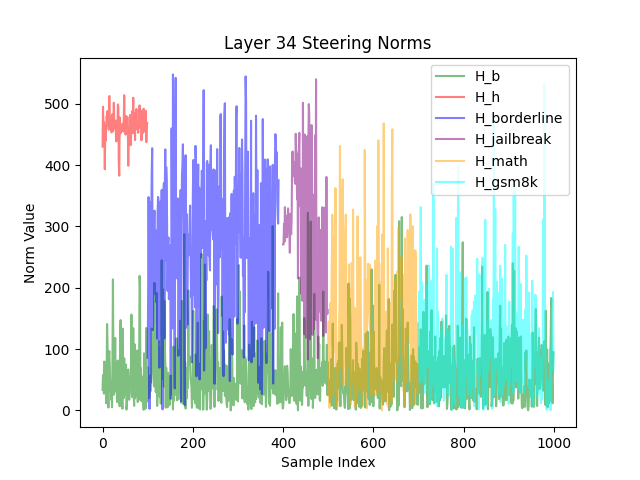 Layer 34 Steering Norms
Norm Value
500
400
300
200
100
0
H_b
H_h
H_borderline
H_jailbreak
H_math
H_gsm8k
0
200
400
600
800
1000
Sample Index